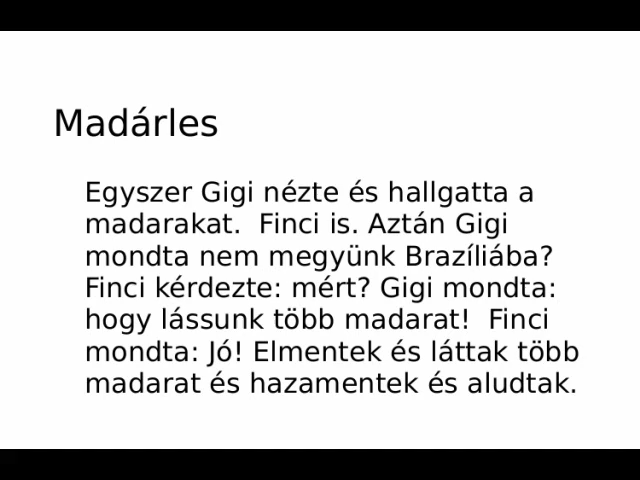 Madárles
Egyszer Gigi nézte és hallgatta a
madarakat.  Finci is. Aztán Gigi
mondta nem megyünk Brazíliába?
Finci kérdezte: mért? Gigi mondta:
hogy lássunk több madarat!  Finci
mondta: Jó! Elmentek és láttak több
madarat és hazamentek és aludtak.